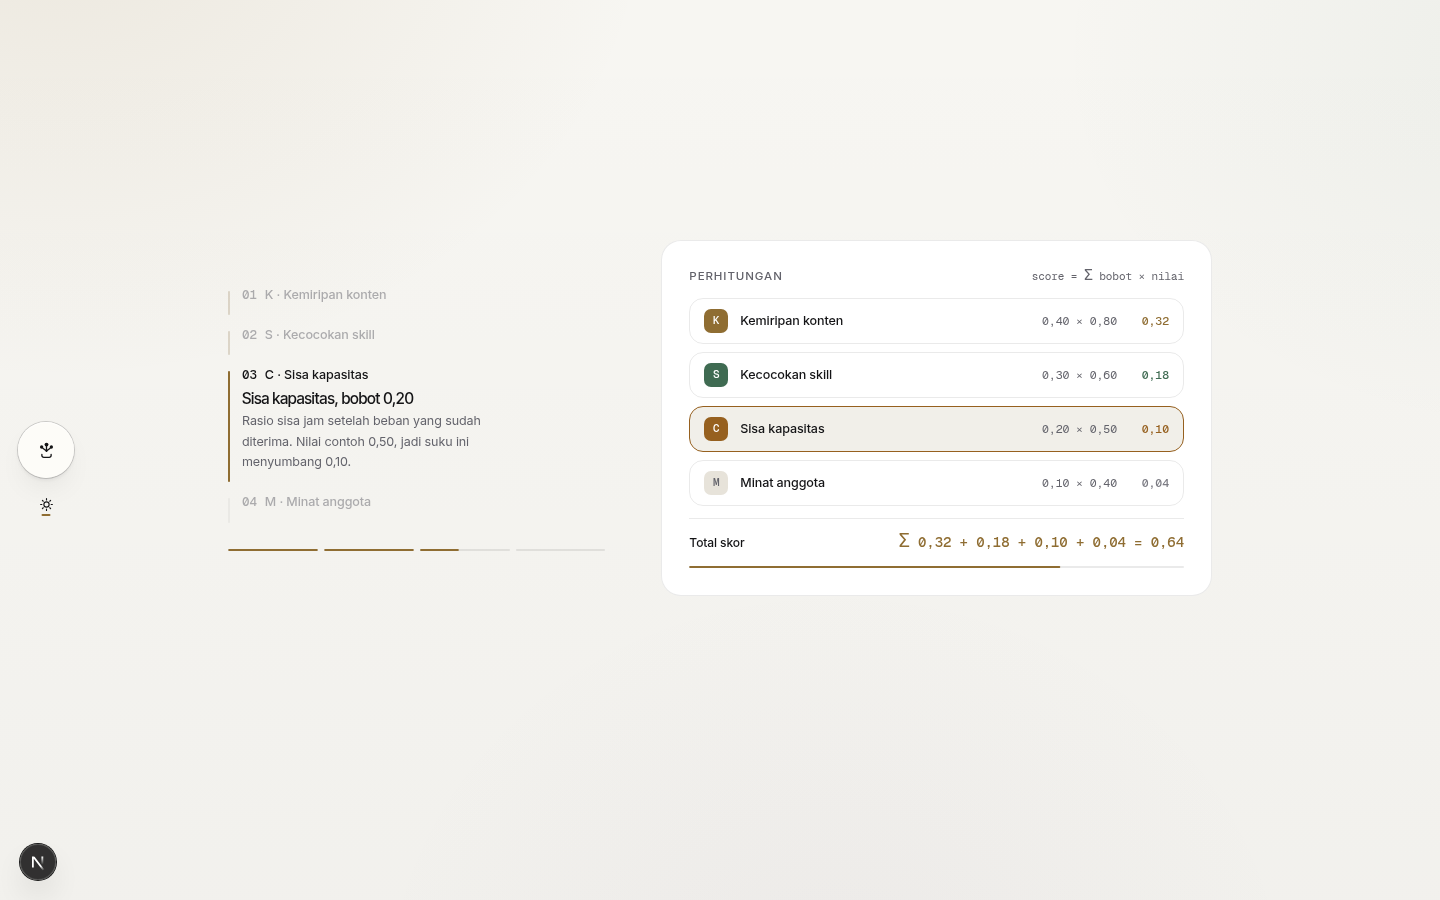 01 K · Kemiripan konten
02 S · Kecocokan skill
03 C · Sisa kapasitas
Sisa kapasitas, bobot 0,20
Rasio sisa jam setelah beban yang sudah
diterima. Nilai contoh 0,50, jadi suku ini
menyumbang 0,10.
04 M · Minat anggota
PERHITUNGAN score = Σ bobot × nilai
K Kemiripan konten 0,40 × 0,80 0,32
S Kecocokan skill 0,30 × 0,60 0,18
C Sisa kapasitas 0,20 × 0,50 0,10
M Minat anggota 0,10 × 0,40 0,04
Total skor Σ 0,32 + 0,18 + 0,10 + 0,04 = 0,64
N